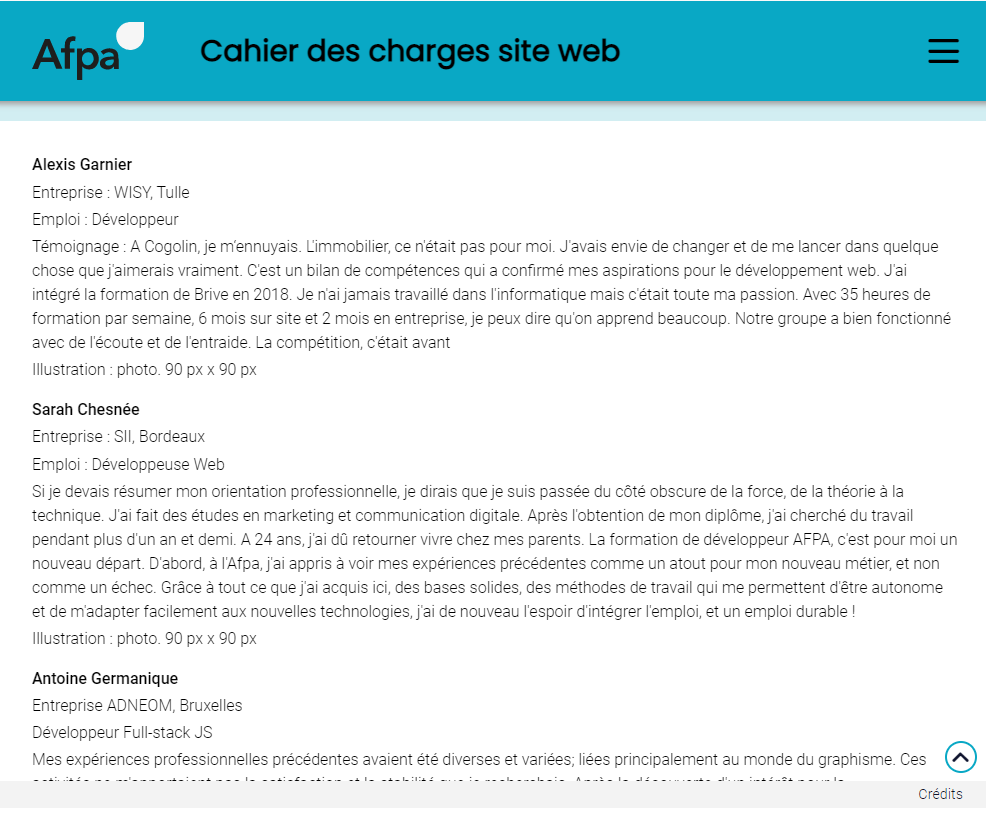 Afpa
Cahier des charges site web
Alexis Garnier
Entreprise : WISY, Tulle
Emploi : Développeur
Témoignage : A Cogolin, je m’ennuyais. L'immobilier, ce n'était pas pour moi. J'avais envie de changer et de me lancer dans quelque
chose que j'aimerais vraiment. C'est un bilan de compétences qui a confirmé mes aspirations pour le développement web. J'ai
intégré la formation de Brive en 2018. Je n'ai jamais travaillé dans l'informatique mais c'était toute ma passion. Avec 35 heures de
formation par semaine, 6 mois sur site et 2 mois en entreprise, je peux dire qu'on apprend beaucoup. Notre groupe a bien fonctionné
avec de l'écoute et de l'entraide. La compétition, c'était avant
Illustration : photo. 90 px x 90 px
Sarah Chesnée
Entreprise : SII, Bordeaux
Emploi : Développeuse Web
Si je devais résumer mon orientation professionnelle, je dirais que je suis passée du côté obscure de la force, de la théorie à la
technique. J'ai fait des études en marketing et communication digitale. Après l'obtention de mon diplôme, j'ai cherché du travail
pendant plus d'un an et demi. A 24 ans, j'ai dû retourner vivre chez mes parents. La formation de développeur AFPA, c'est pour moi un
nouveau départ. D'abord, à l'Afpa, j'ai appris à voir mes expériences précédentes comme un atout pour mon nouveau métier, et non
comme un échec. Grâce à tout ce que j'ai acquis ici, des bases solides, des méthodes de travail qui me permettent d'être autonome
et de m'adapter facilement aux nouvelles technologies, j'ai de nouveau l'espoir d'intégrer l'emploi, et un emploi durable !
Illustration : photo. 90 px x 90 px
Antoine Germanique
Entreprise ADNEOM, Bruxelles
Développeur Full-stack JS
Mes expériences professionnelles précédentes avaient été diverses et variées; liées principalement au monde du graphisme. Ces
Crédits